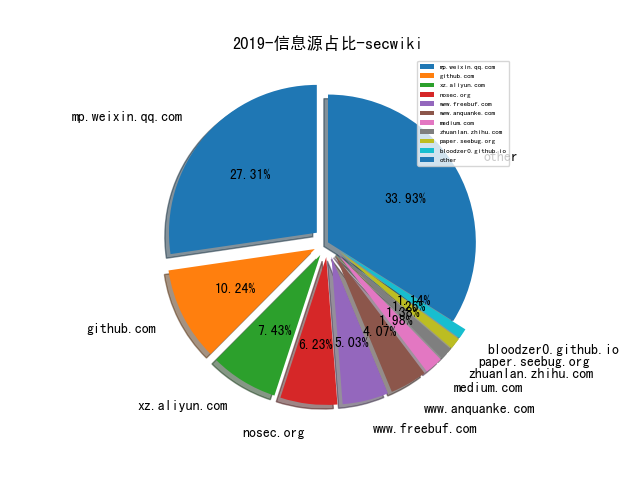 2019-信息源占比-secwiki
mp.weixin.qq.com
github.com
xz.aliyun.com
nosec.org
www.freebuf.com
www.anquanke.com
medium.com
zhuanlan.zhihu.com
paper.seebug.org
bloodzer0.github.io
other
mp.weixin.qq.com
27.31%
other
33.93%
github.com
10.24%
xz.aliyun.com
7.43%
nosec.org
6.23%
www.freebuf.com
5.03%
www.anquanke.com
4.07%
medium.com
1.98%
zhuanlan.zhihu.com
1.38%
paper.seebug.org
1.26%
bloodzer0.github.io
1.14%